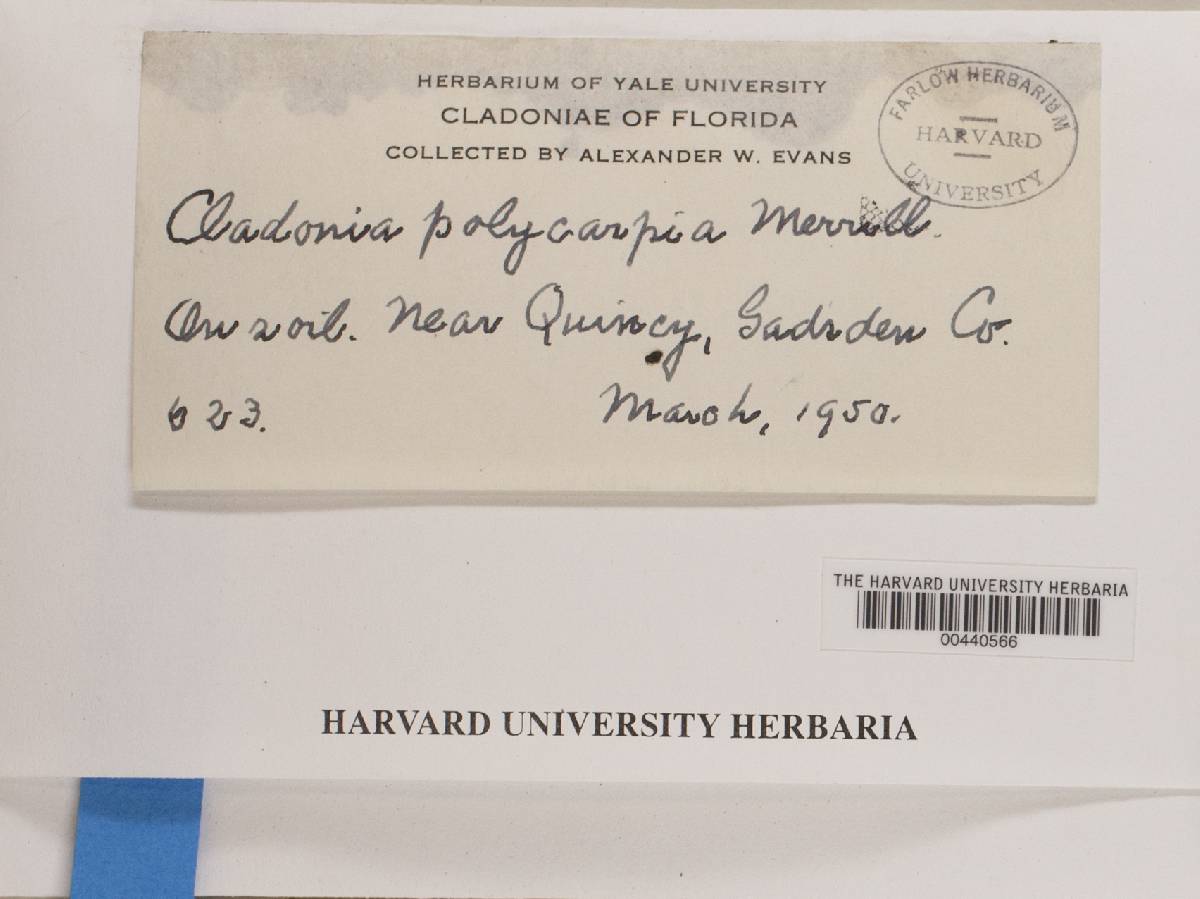 HERBARIUM OF YALE UNIVERSITY
CLADONIAE OF FLORIDA
COLLECTED BY ALEXANDER W. EVANS
FARLOW HERBARIUM
HARVARD
UNIVERSITY
Cladonia polycarpia Merrill.
On soil. Near Quincy, Gadsden Co.
623. March, 1950.
THE HARVARD UNIVERSITY HERBARIA
00440566
HARVARD UNIVERSITY HERBARIA